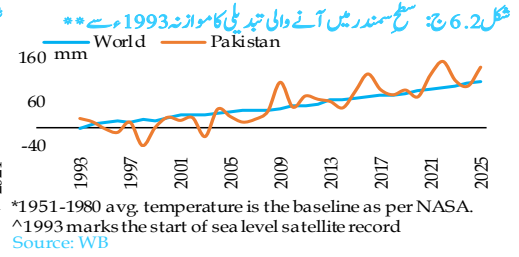 شکل 6.2 ج: سطح سمندر میں آنے والی تبدیلی کا موازنہ 1993ء سے**
World Pakistan
mm
160
60
-40
1993 1997 2001 2005 2009 2013 2017 2021 2025
*1951-1980 avg. temperature is the baseline as per NASA.
^1993 marks the start of sea level satellite record
Source: WB